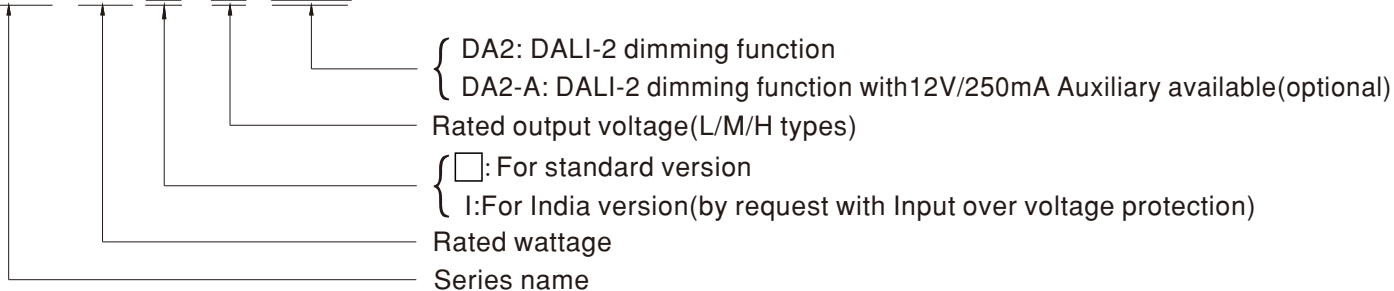 DA2: DALI-2 dimming function
DA2-A: DALI-2 dimming function with12V/250mA Auxiliary available(optional)
Rated output voltage(L/M/H types)
□: For standard version
I:For India version(by request with Input over voltage protection)
Rated wattage
Series name